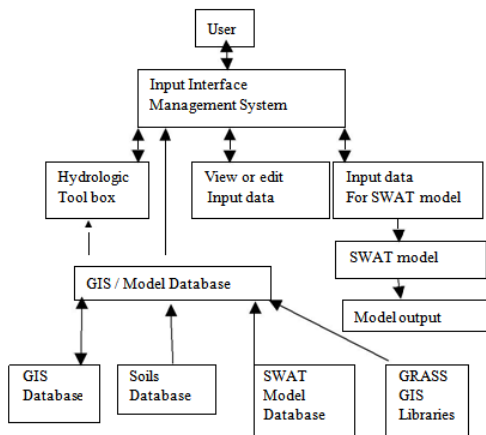 User
Input Interface
Management System
Hydrologic
Tool box
View or edit
Input data
Input data
For SWAT model
SWAT model
GIS / Model Database
Model output
GIS
Database
Soils
Database
SWAT
Model
Database
GRASS
GIS
Libraries